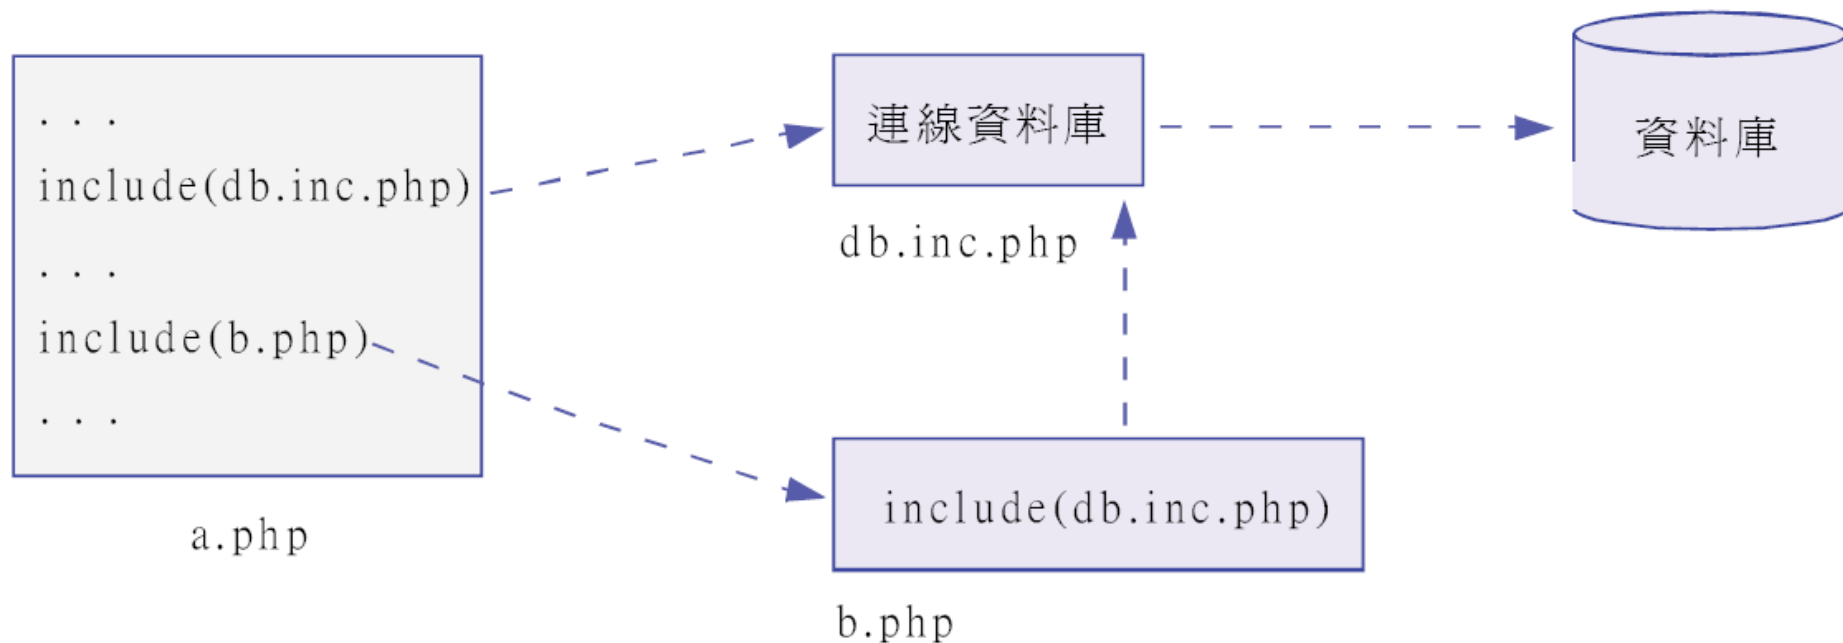 . . .
include(db.inc.php)
. . .
include(b.php)
. . .
a.php
連線資料庫
db.inc.php
資料庫
include(db.inc.php)
b.php